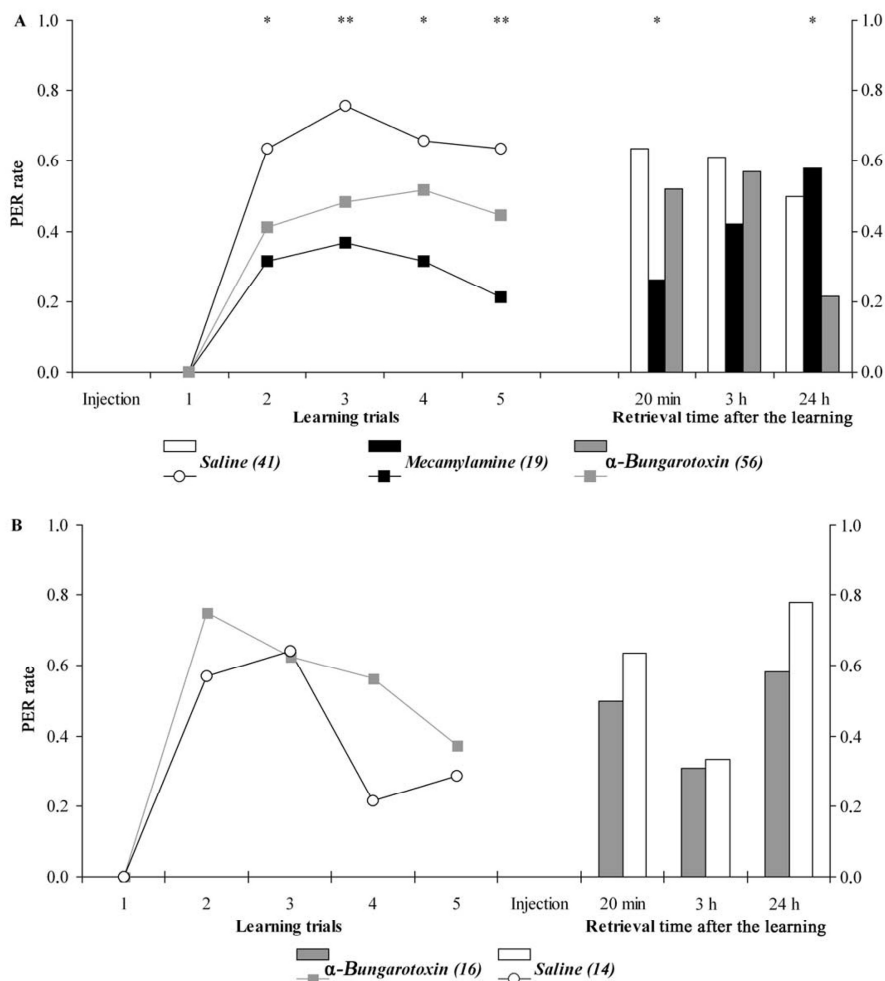 A
* ** * ** * *
1.0 1.0
0.8 0.8
0.6 0.6
0.4 0.4
0.2 0.2
0.0 0.0
PER rate
Injection 1 2 3 4 5 20 min 3 h 24 h
Learning trials Retrieval time after the learning
Saline (41) Mecamylamine (19) α-Bungarotoxin (56)
B
1.0 1.0
0.8 0.8
0.6 0.6
0.4 0.4
0.2 0.2
0.0 0.0
PER rate
1 2 3 4 5 Injection 20 min 3 h 24 h
Learning trials Retrieval time after the learning
α-Bungarotoxin (16) Saline (14)